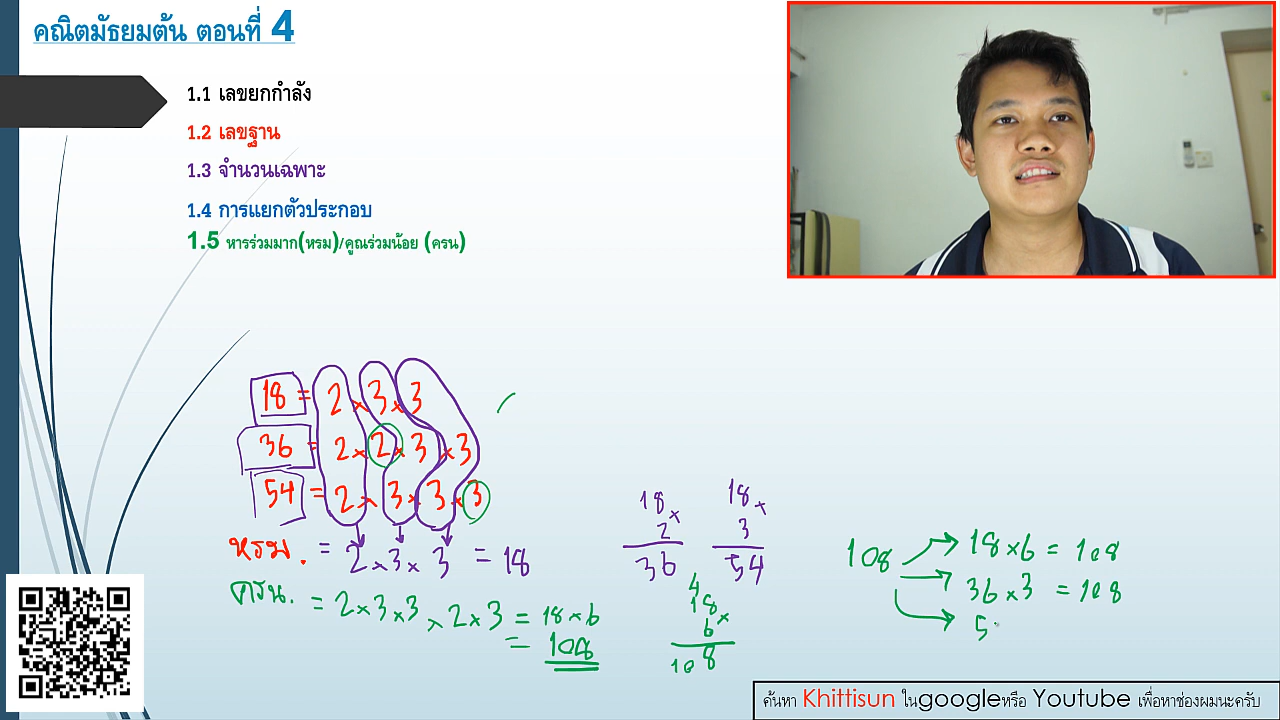 คณิตมัธยมต้น ตอนที่ 4
1.1 เลขยกกำลัง
1.2 เลขฐาน
1.3 จำนวนเฉพาะ
1.4 การแยกตัวประกอบ
1.5 หารร่วมมาก(หรม)/คูณร่วมน้อย (ครน)
18 = 2 × 3 × 3
36 = 2 × 2 × 3 × 3
54 = 2 × 3 × 3 × 3
หรม. = 2 × 3 × 3 = 18
ครน. = 2 × 3 × 3 × 2 × 3 = 18 × 6
= 108
18 ×
2
36
18 ×
3
54
4
18 ×
6
108
108
18 × 6 = 108
36 × 3 = 108
5
ค้นหา Khittisun ในgoogleหรือ Youtube เพื่อหาช่องผมนะครับ